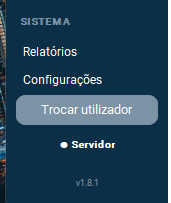 SISTEMA
Relatórios
Configurações
Trocar utilizador
Servidor
v1.8.1